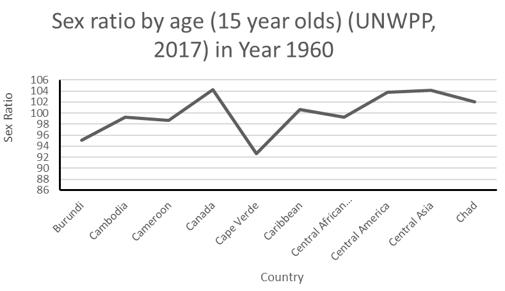 Sex ratio by age (15 year olds) (UNWPP,
2017) in Year 1960
Sex Ratio
106
104
102
100
98
96
94
92
90
88
86
Burundi
Cambodia
Cameroon
Canada
Cape Verde
Caribbean
Central African...
Central America
Central Asia
Chad
Country